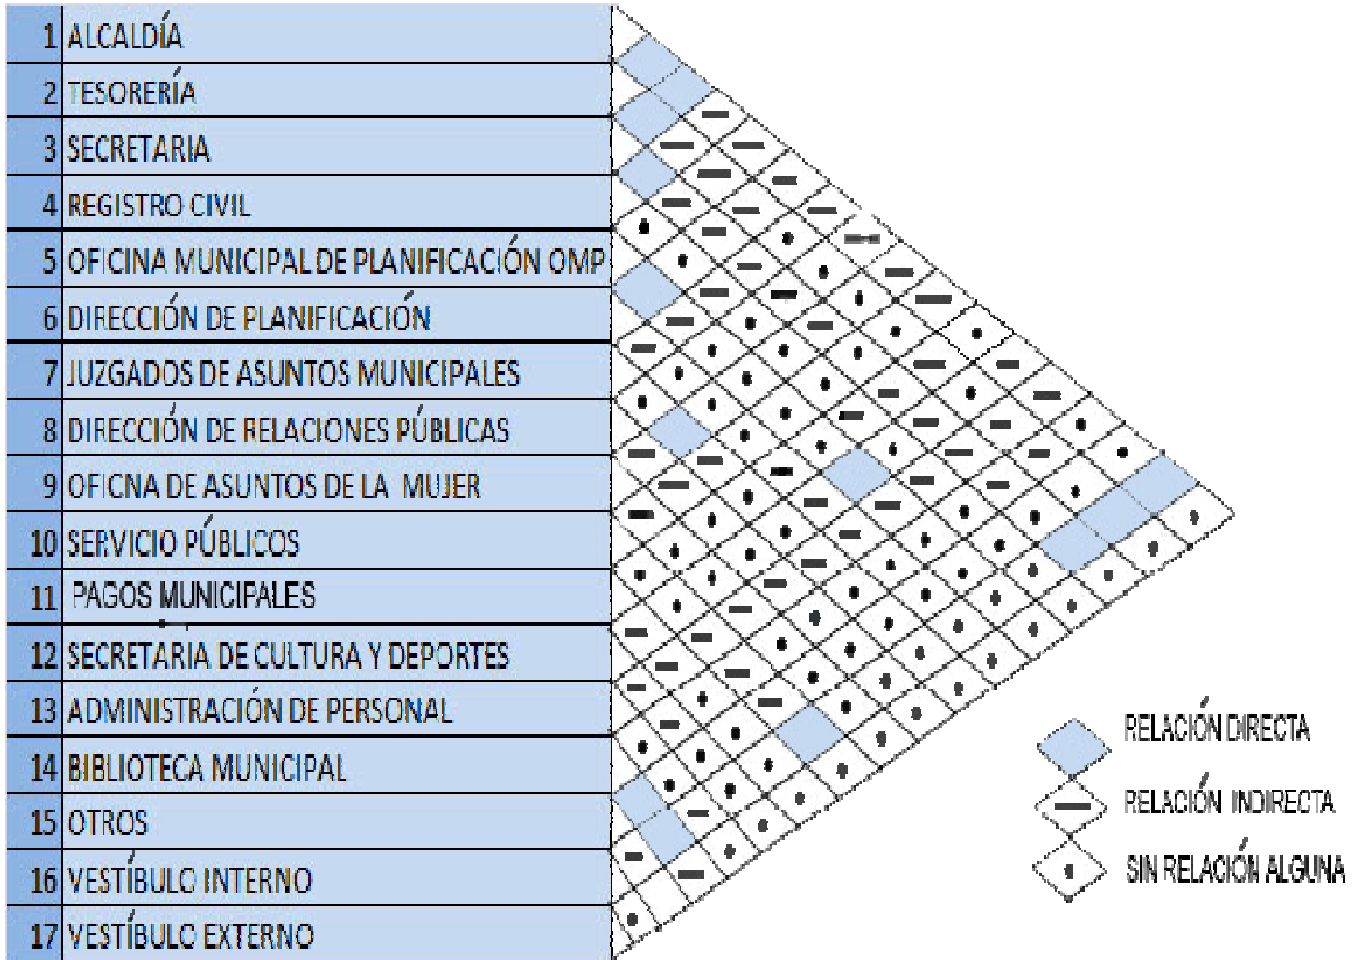 1 ALCALDÍA
2 TESORERÍA
3 SECRETARIA
4 REGISTRO CIVIL
5 OFICINA MUNICIPAL DE PLANIFICACIÓN OMP
6 DIRECCIÓN DE PLANIFICACIÓN
7 JUZGADOS DE ASUNTOS MUNICIPALES
8 DIRECCIÓN DE RELACIONES PÚBLICAS
9 OFICNA DE ASUNTOS DE LA MUJER
10 SERVICIO PÚBLICOS
11 PAGOS MUNICIPALES
12 SECRETARÍA DE CULTURA Y DEPORTES
13 ADMINISTRACIÓN DE PERSONAL
14 BIBLIOTECA MUNICIPAL
15 OTROS
16 VESTÍBULO INTERNO
17 VESTÍBULO EXTERNO
RELACIÓN DIRECTA
RELACIÓN INDIRECTA
SIN RELACIÓN ALGUNA